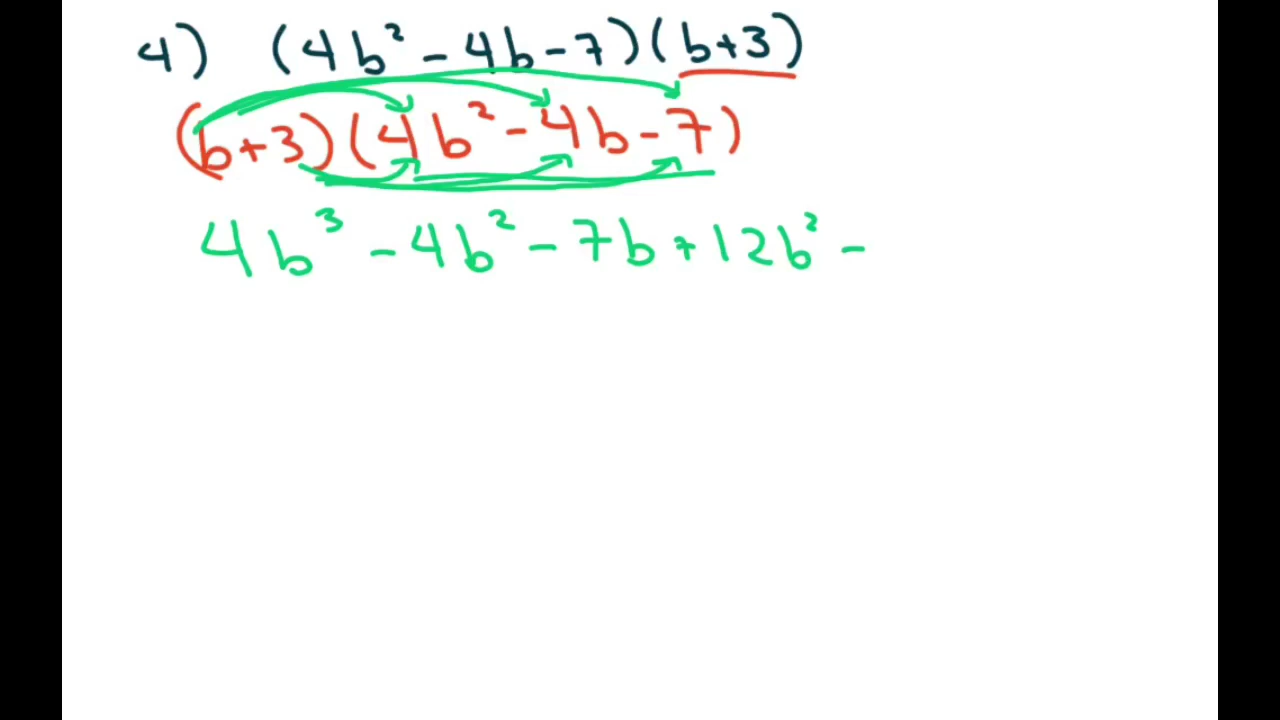 4) (4b² - 4b - 7)(b+3)
(b+3)(4b² - 4b - 7)
4b³ - 4b² - 7b + 12b² -